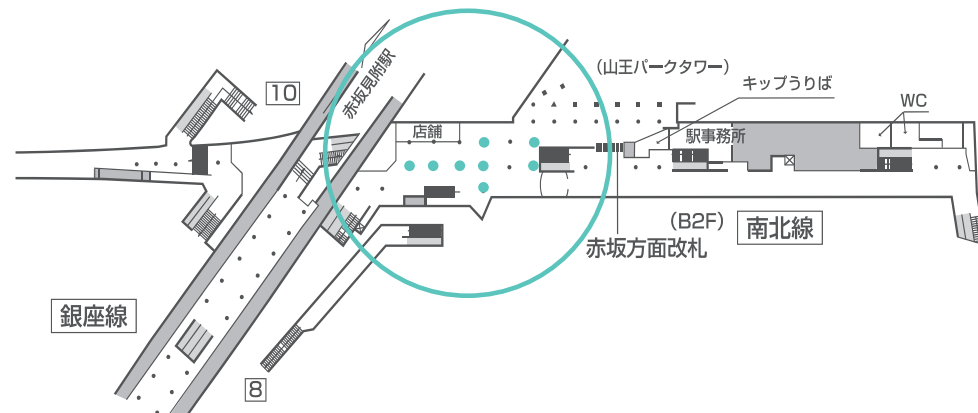 10
赤坂見附駅
店舗
(山王パークタワー)
キップうりば
WC
駅事務所
(B2F)
南北線
赤坂方面改札
銀座線
8